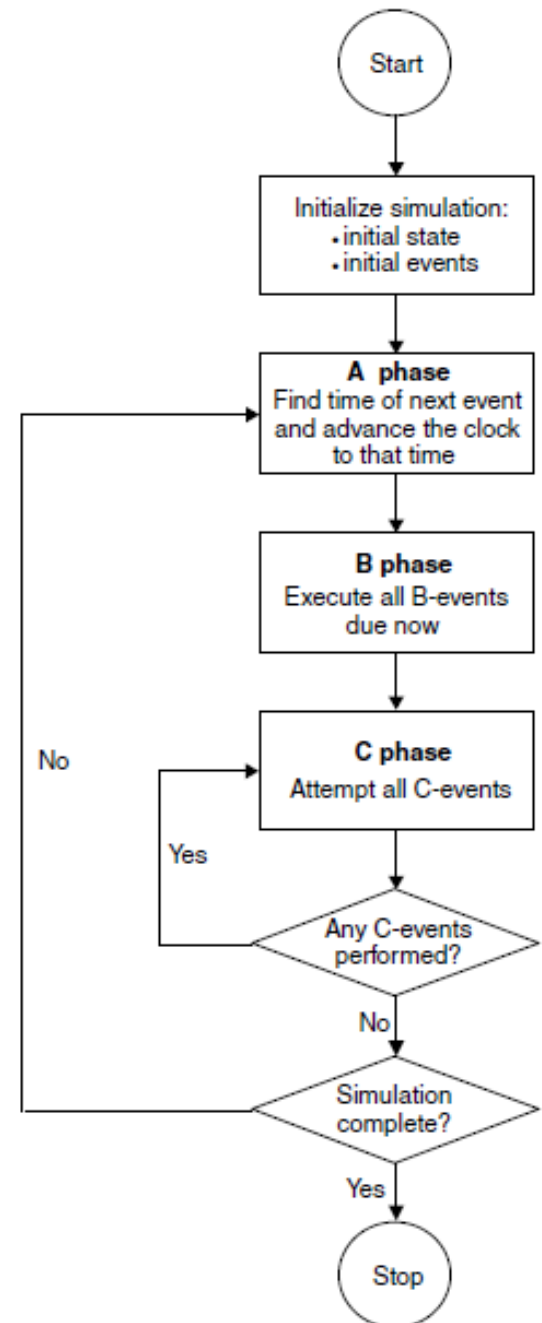 Start
Initialize simulation:
• initial state
• initial events
A phase
Find time of next event
and advance the clock
to that time
B phase
Execute all B-events
due now
C phase
Attempt all C-events
No
Yes
Any C-events
performed?
No
Simulation
complete?
Yes
Stop